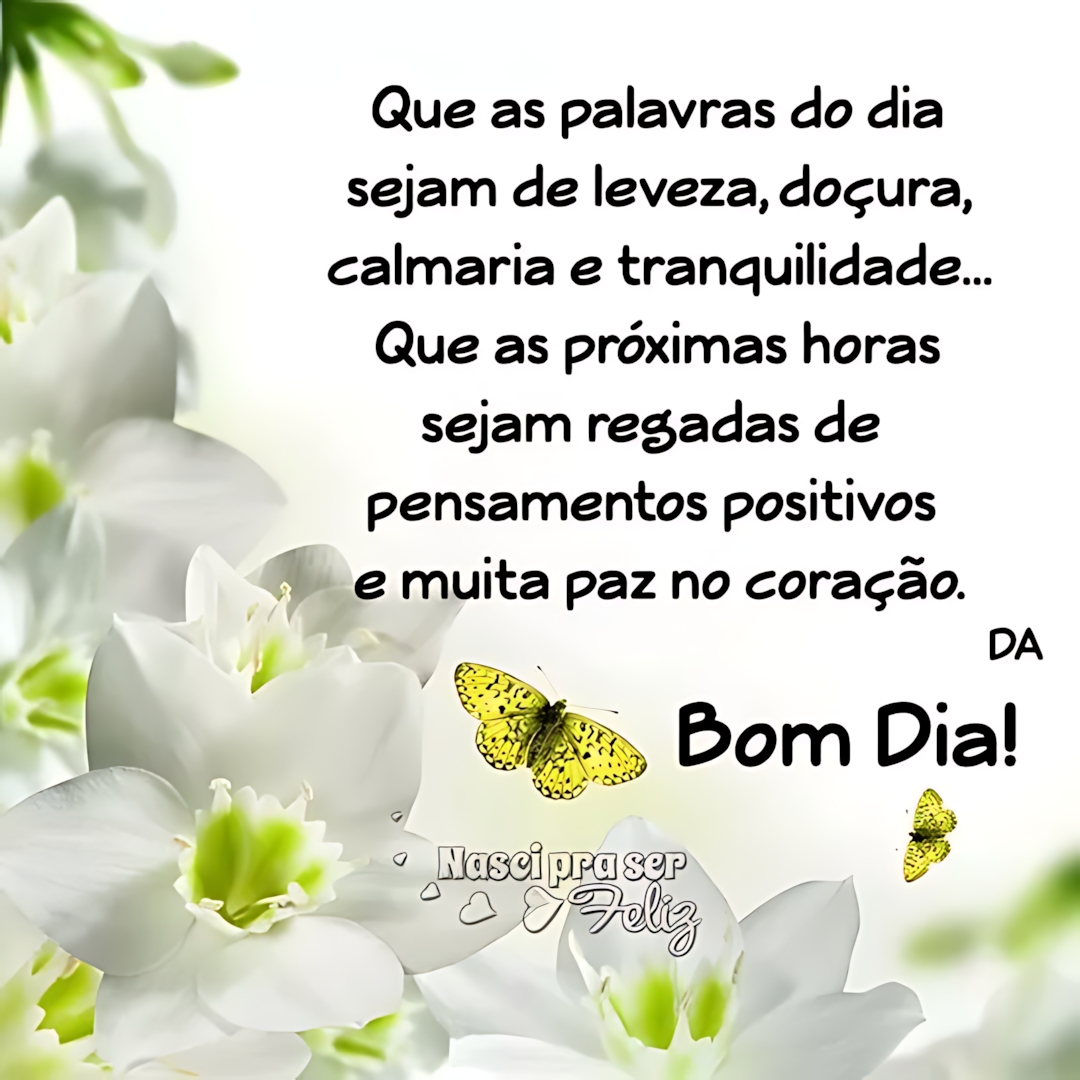 Que as palavras do dia
sejam de leveza, doçura,
calmaria e tranquilidade...
Que as próximas horas
sejam regadas de
pensamentos positivos
e muita paz no coração.
DA
Bom Dia!
Nasci pra ser
Feliz